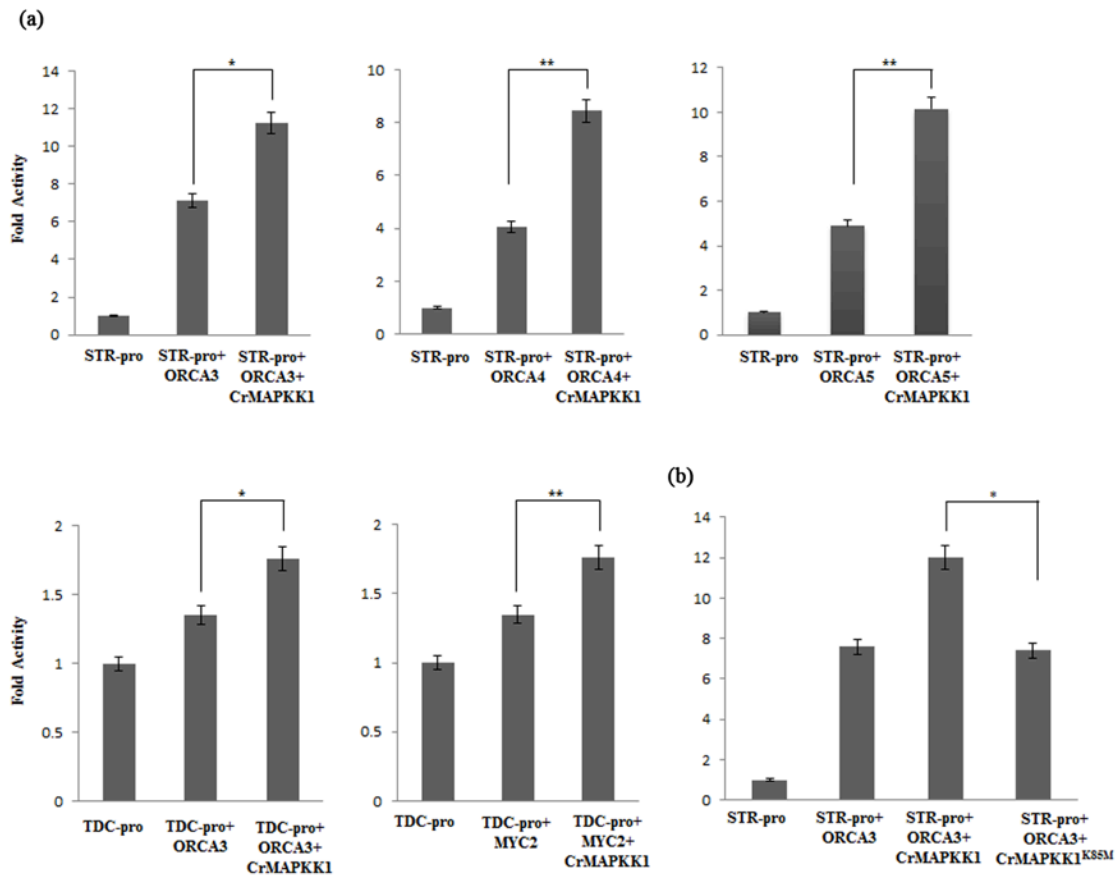 (a)
*
**
**
14
12
10
8
6
4
2
0
10
8
6
4
2
0
12
10
8
6
4
2
0
Fold Activity
STR-pro
STR-pro+
ORCA3
STR-pro+
ORCA3+
CrMAPKK1
STR-pro
STR-pro+
ORCA4
STR-pro+
ORCA4+
CrMAPKK1
STR-pro
STR-pro+
ORCA5
STR-pro+
ORCA5+
CrMAPKK1
*
**
2
1.5
1
0.5
0
2
1.5
1
0.5
0
Fold Activity
TDC-pro
TDC-pro+
ORCA3
TDC-pro+
ORCA3+
CrMAPKK1
TDC-pro
TDC-pro+
MYC2
TDC-pro+
MYC2+
CrMAPKK1
(b)
*
14
12
10
8
6
4
2
0
STR-pro
STR-pro+
ORCA3
STR-pro+
ORCA3+
CrMAPKK1
STR-pro+
ORCA3+
CrMAPKK1K85M